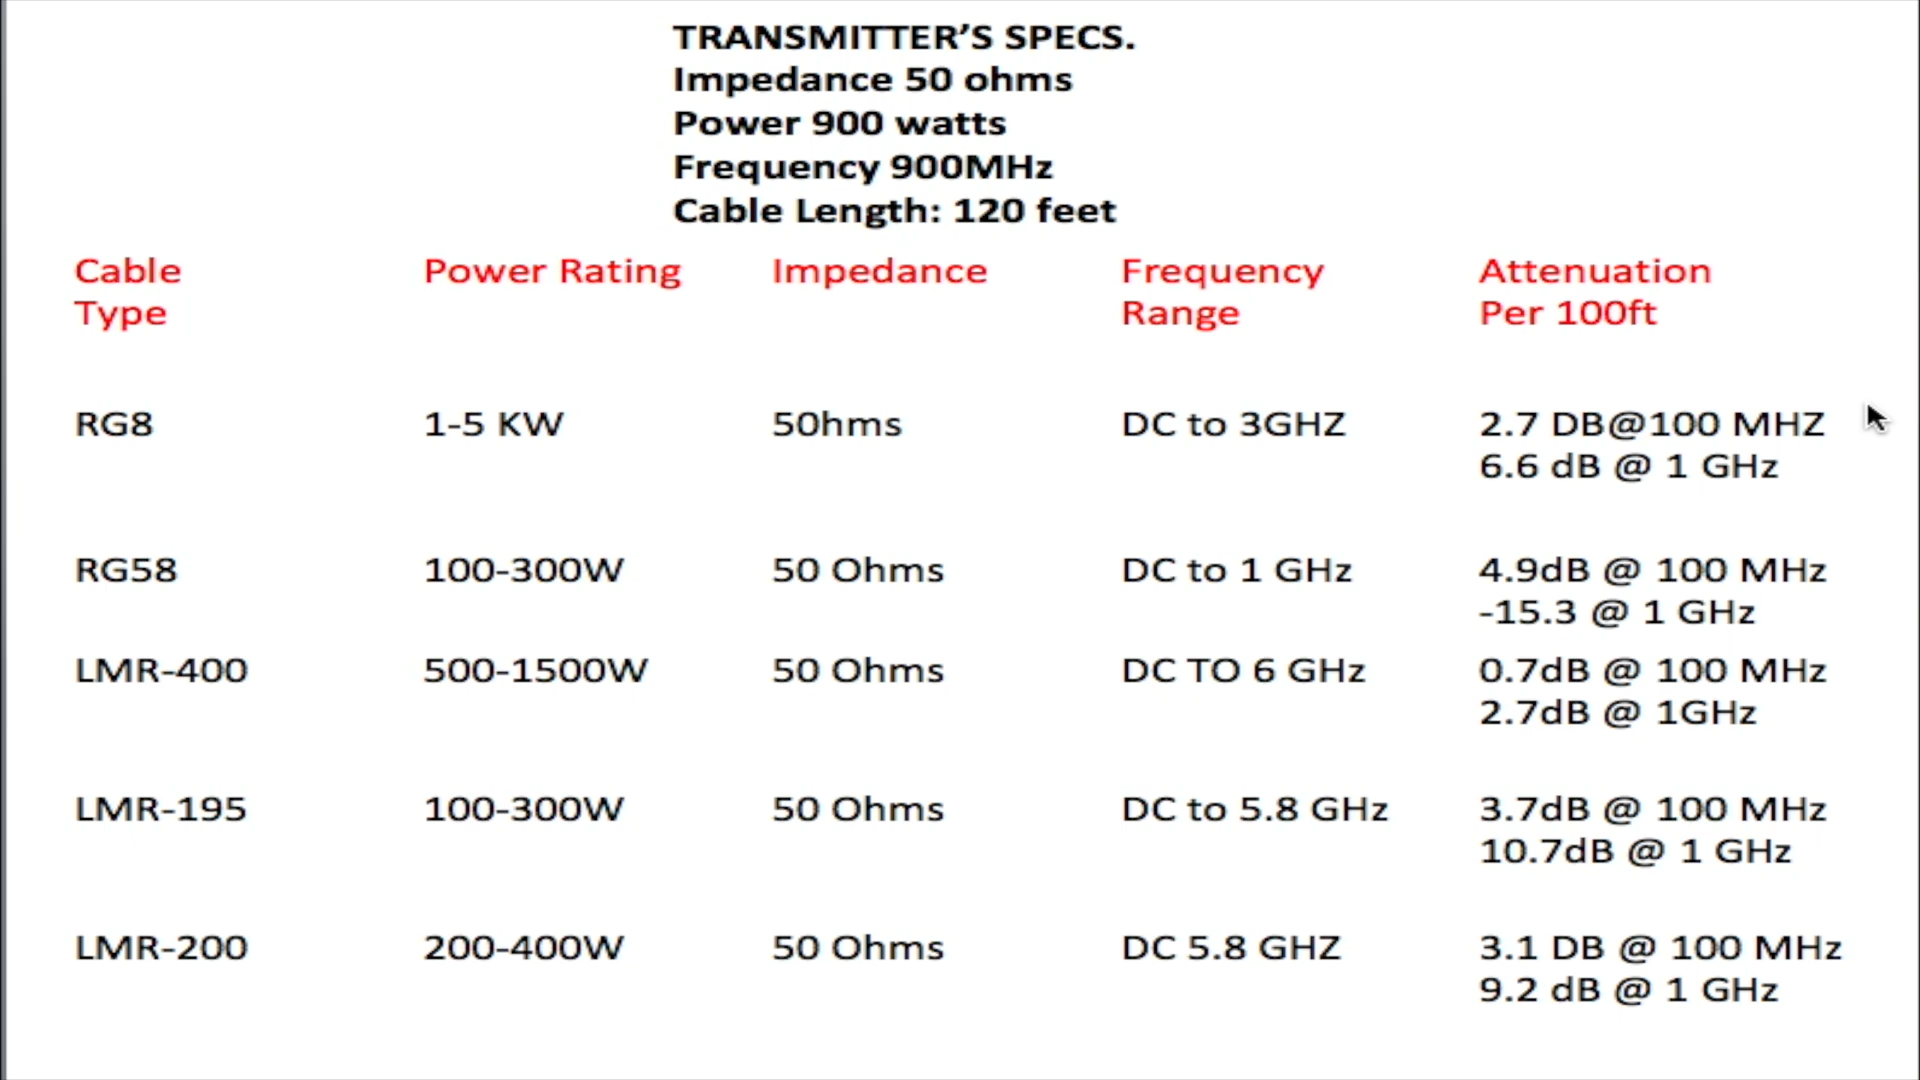 TRANSMITTER’S SPECS.
Impedance 50 ohms
Power 900 watts
Frequency 900MHz
Cable Length: 120 feet
Cable Type Power Rating Impedance Frequency Range Attenuation Per 100ft
RG8 1-5 KW 50hms DC to 3GHZ 2.7 DB@100 MHZ
6.6 dB @ 1 GHz
RG58 100-300W 50 Ohms DC to 1 GHz 4.9dB @ 100 MHz
-15.3 @ 1 GHz
LMR-400 500-1500W 50 Ohms DC TO 6 GHz 0.7dB @ 100 MHz
2.7dB @ 1GHz
LMR-195 100-300W 50 Ohms DC to 5.8 GHz 3.7dB @ 100 MHz
10.7dB @ 1 GHz
LMR-200 200-400W 50 Ohms DC 5.8 GHZ 3.1 DB @ 100 MHz
9.2 dB @ 1 GHz